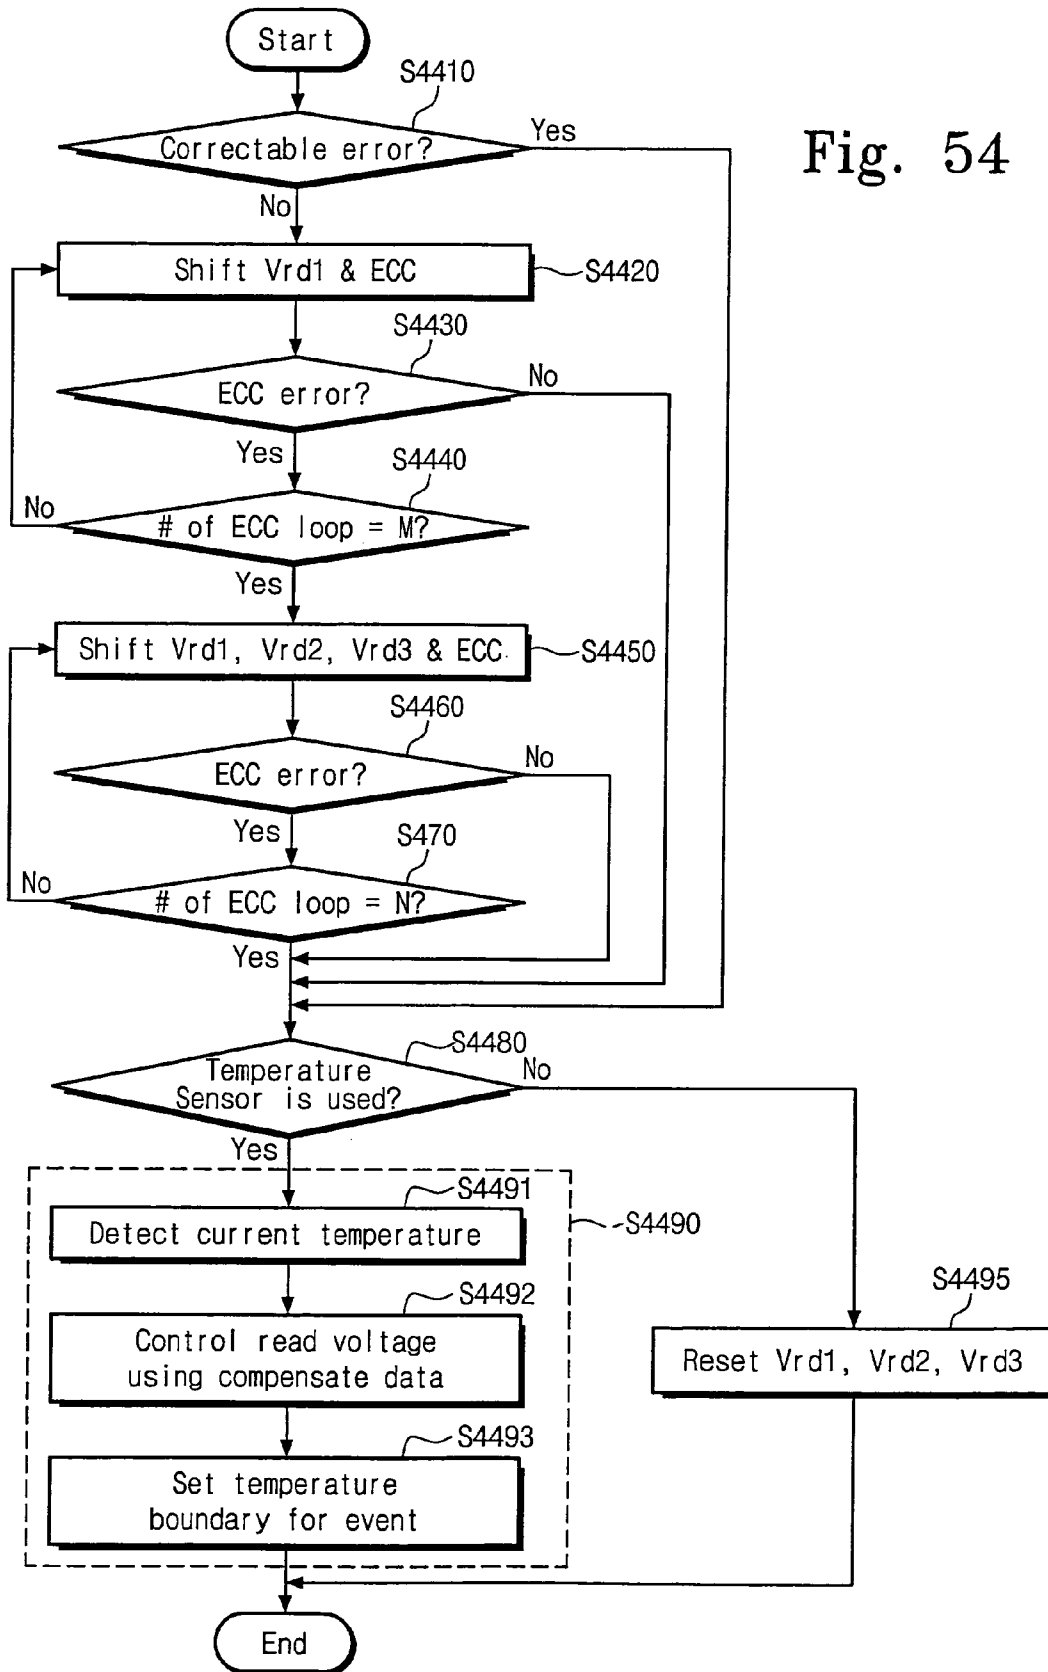 Start
S4410
Correctable error?
Yes
Fig. 54
No
Shift Vrd1 & ECC
S4420
S4430
ECC error?
No
Yes
S4440
No
# of ECC loop = M?
Yes
Shift Vrd1, Vrd2, Vrd3 & ECC
S4450
S4460
ECC error?
No
Yes
S470
No
# of ECC loop = N?
Yes
S4480
Temperature
Sensor is used?
No
Yes
S4491
Detect current temperature
S4490
S4492
Control read voltage
using compensate data
S4495
Reset Vrd1, Vrd2, Vrd3
S4493
Set temperature
boundary for event
End